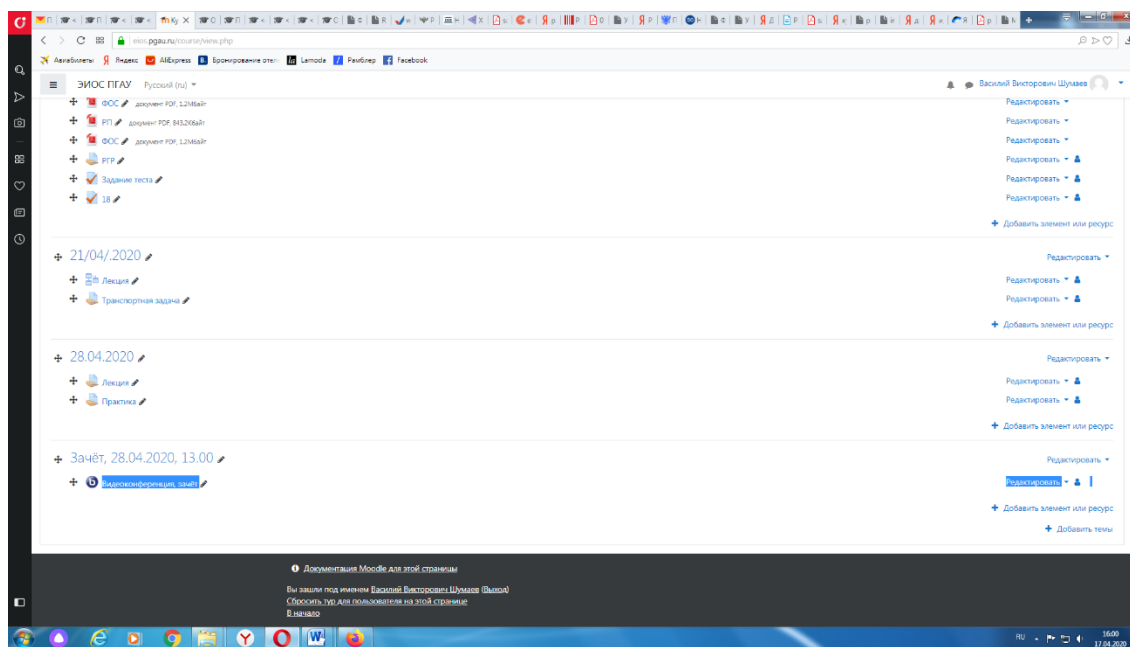 eios.pgau.ru/course/view.php
Авиабилеты Яндекс AliExpress Бронирование отел Lamoda Рамблер Facebook
ЭИОС ПГАУ Русский (ru) Василий Викторович Шумаев
ФОС документ PDF, 1.2Мбайт Редактировать
РП документ PDF, 843.2Кбайт Редактировать
ФОС документ PDF, 1.2Мбайт Редактировать
РГР Редактировать
Задание теста Редактировать
18 Редактировать
Добавить элемент или ресурс
21/04/.2020 Редактировать
Лекция Редактировать
Транспортная задача Редактировать
Добавить элемент или ресурс
28.04.2020 Редактировать
Лекция Редактировать
Практика Редактировать
Добавить элемент или ресурс
Зачёт, 28.04.2020, 13.00 Редактировать
Видеоконференция, зачёт Редактировать
Добавить элемент или ресурс
Добавить темы
Документация Moodle для этой страницы
Вы зашли под именем Василий Викторович Шумаев (Выход)
Сбросить тур для пользователя на этой странице
В начало
RU 16:00
17.04.2020